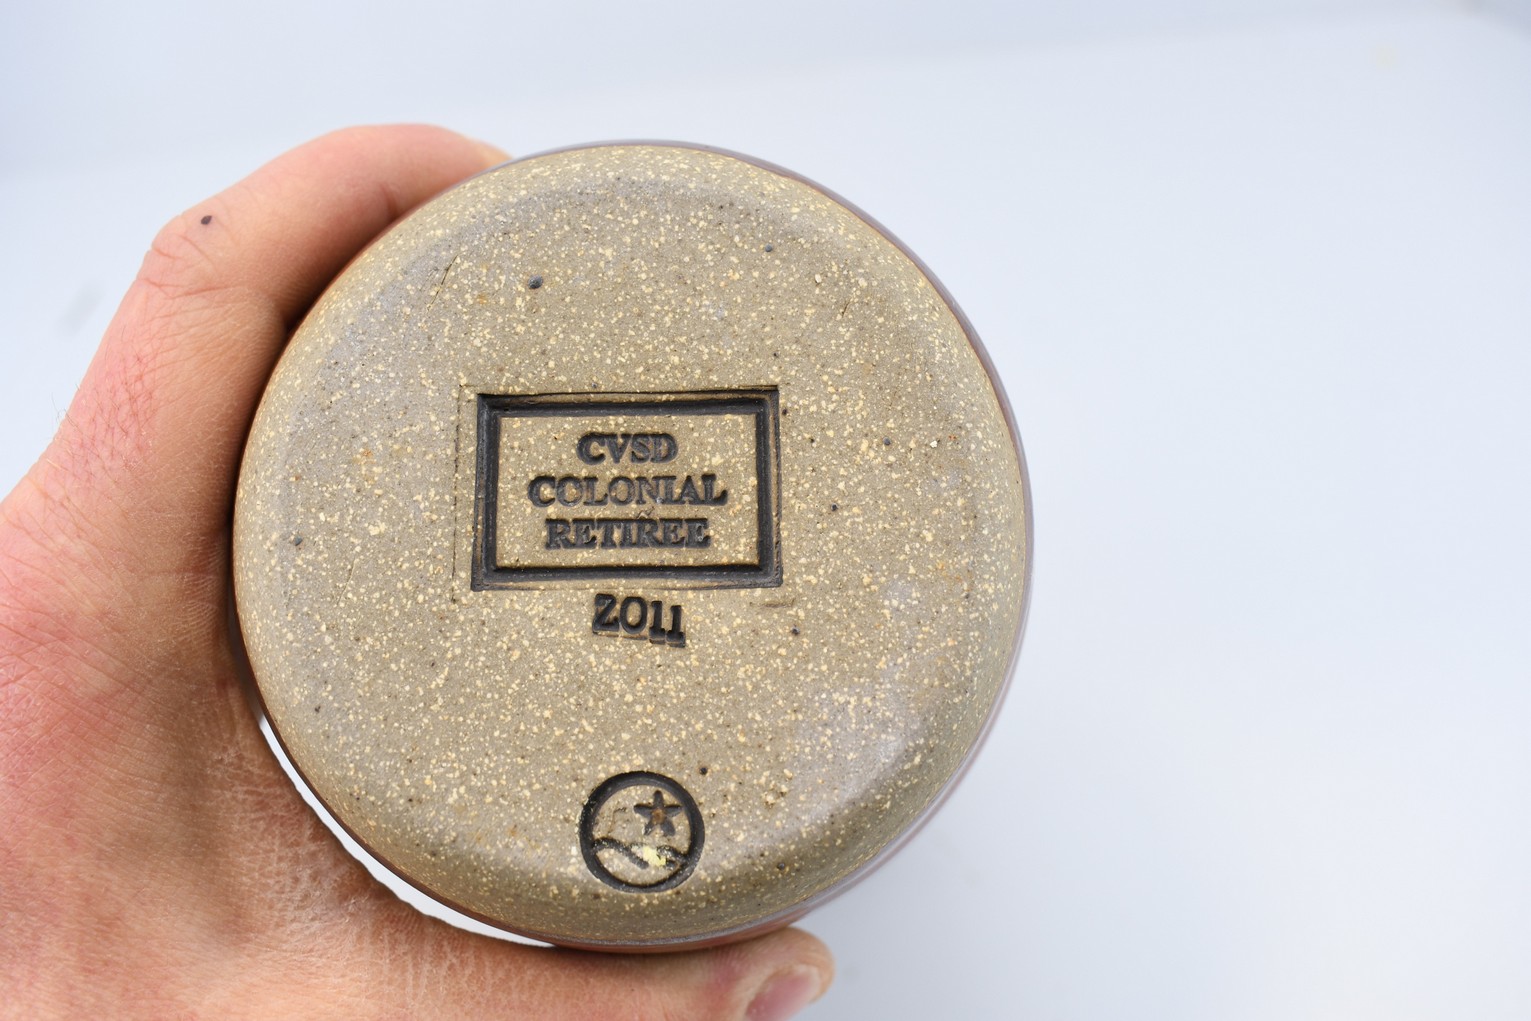 CVSD
COLONIAL
RETIREE
2011